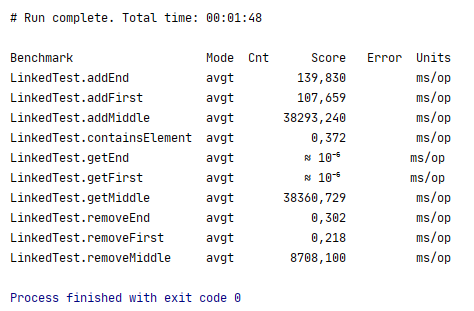 # Run complete. Total time: 00:01:48
Benchmark Mode Cnt Score Error Units
LinkedTest.addEnd avgt 139,830 ms/op
LinkedTest.addFirst avgt 107,659 ms/op
LinkedTest.addMiddle avgt 38293,240 ms/op
LinkedTest.containsElement avgt 0,372 ms/op
LinkedTest.getEnd avgt ≈ 10⁻⁶ ms/op
LinkedTest.getFirst avgt ≈ 10⁻⁶ ms/op
LinkedTest.getMiddle avgt 38360,729 ms/op
LinkedTest.removeEnd avgt 0,302 ms/op
LinkedTest.removeFirst avgt 0,218 ms/op
LinkedTest.removeMiddle avgt 8708,100 ms/op
Process finished with exit code 0